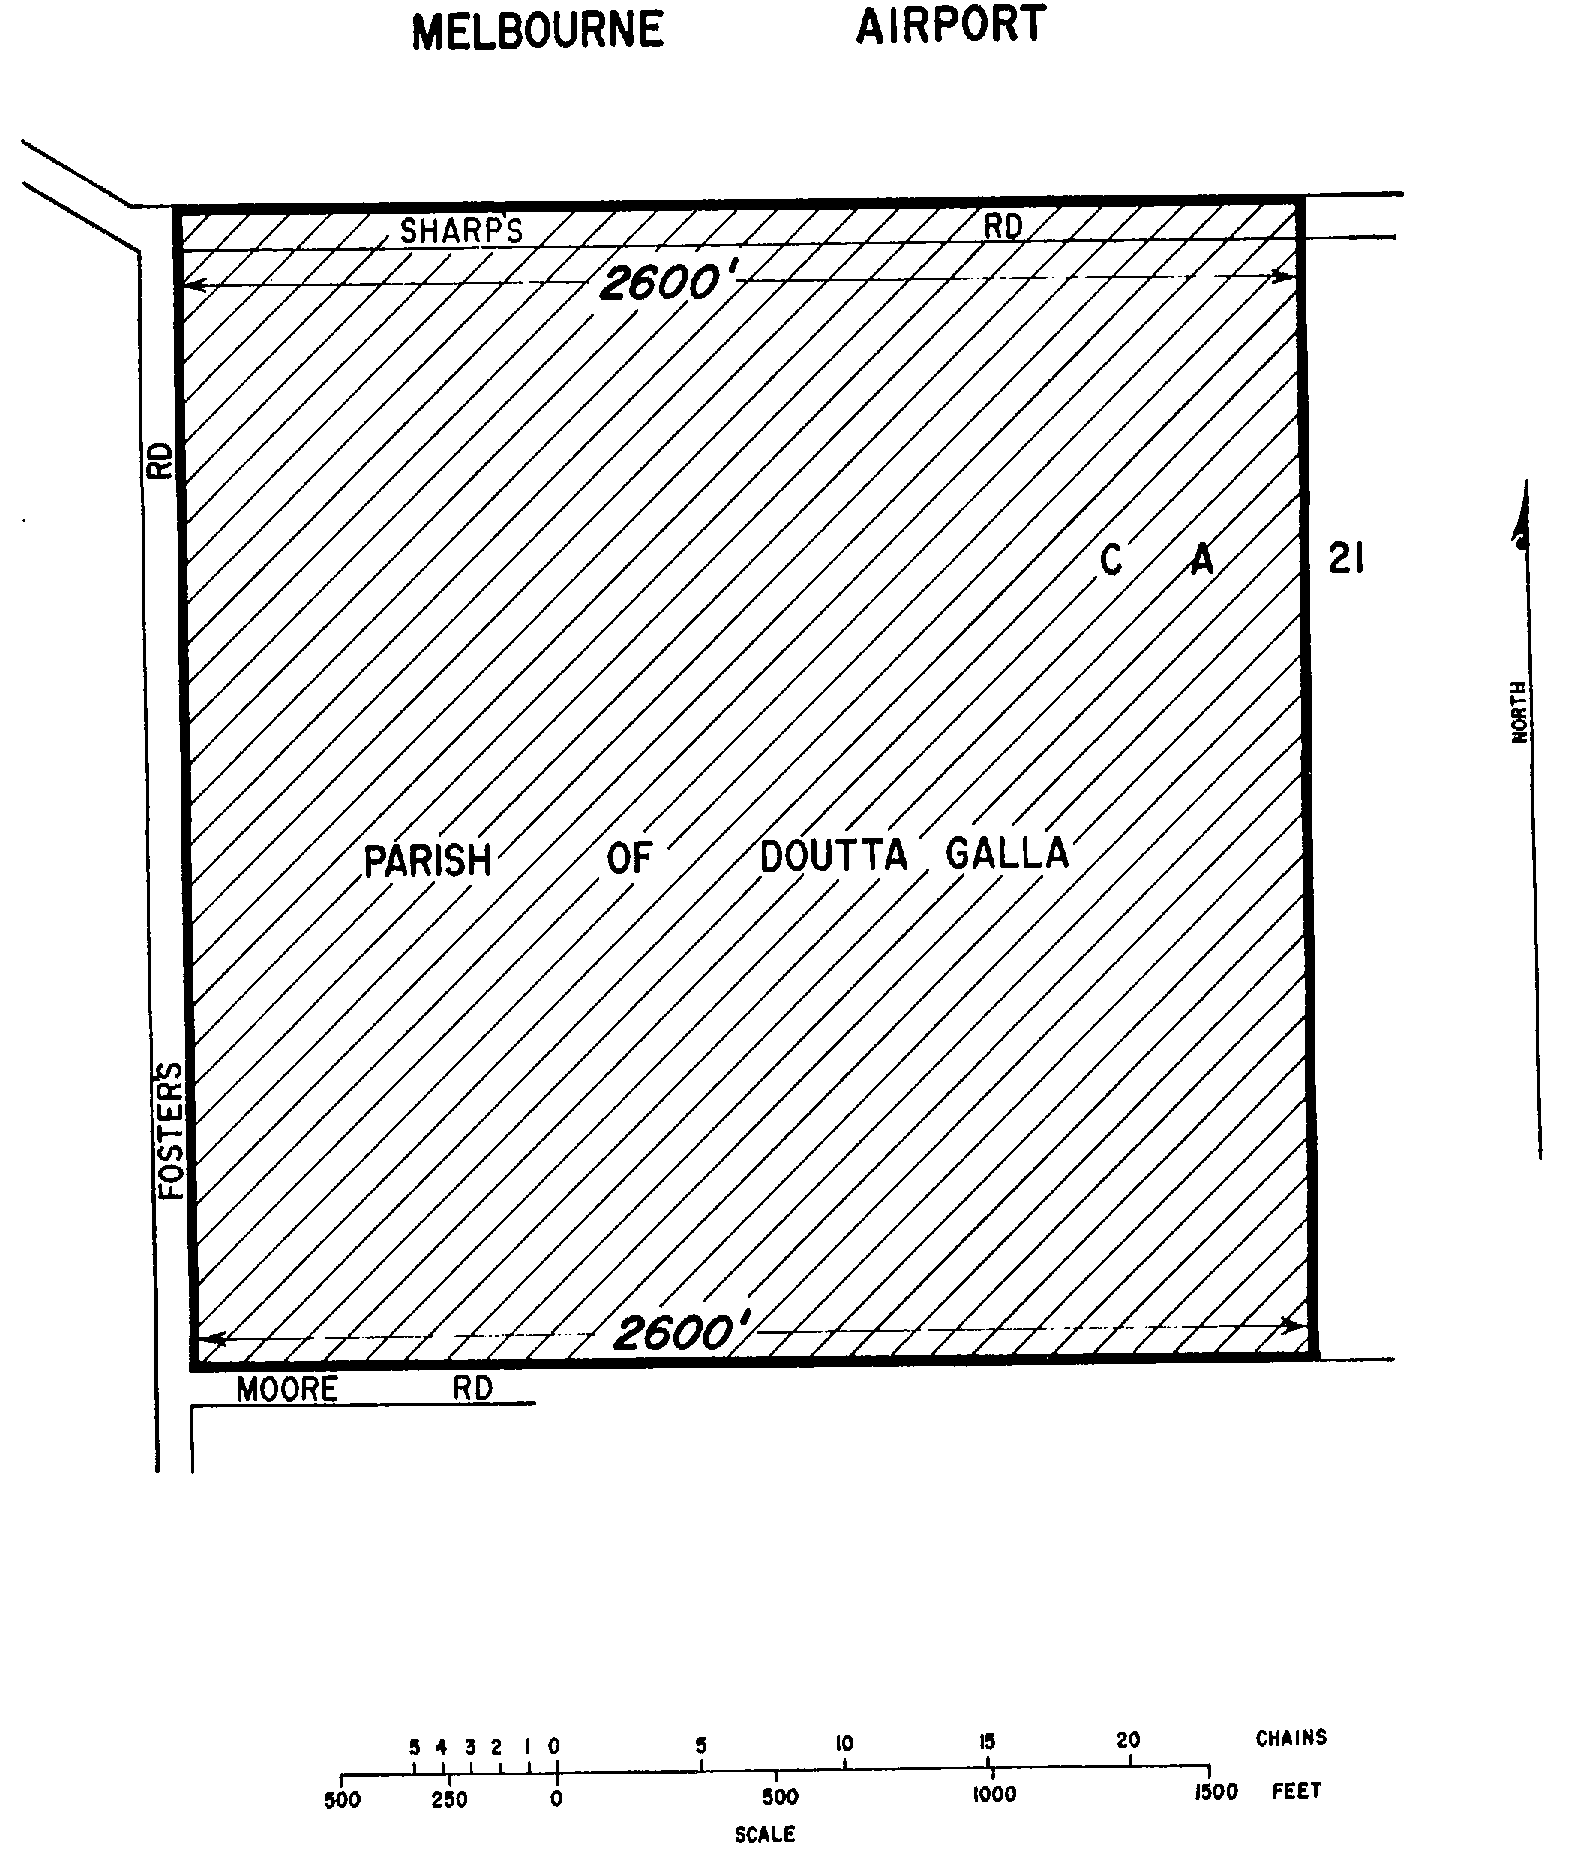 MELBOURNE AIRPORT
SHARPS RD
2600'
RD
C A 21
NORTH
PARISH OF DOUTTA GALLA
FOSTERS
2600'
MOORE RD
5 4 3 2 1 0 5 10 15 20 CHAINS
500 250 0 500 1000 1500 FEET
SCALE